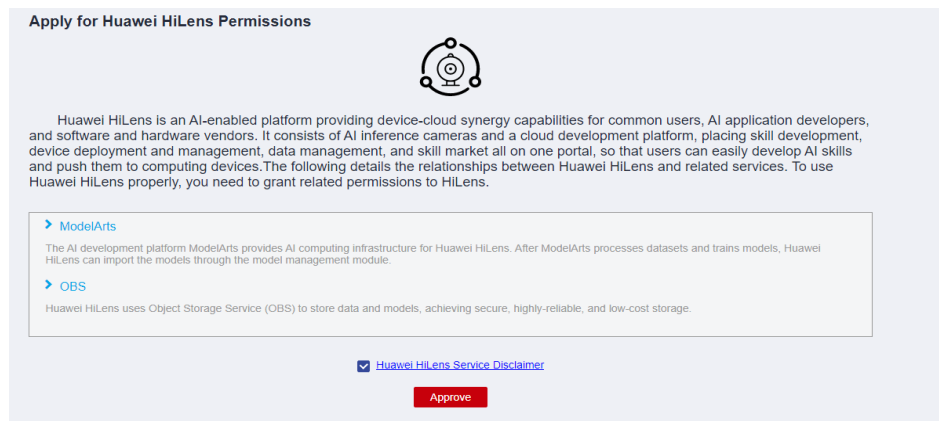 Apply for Huawei HiLens Permissions
Huawei HiLens is an AI-enabled platform providing device-cloud synergy capabilities for common users, AI application developers,
and software and hardware vendors. It consists of AI inference cameras and a cloud development platform, placing skill development,
device deployment and management, data management, and skill market all on one portal, so that users can easily develop AI skills
and push them to computing devices.The following details the relationships between Huawei HiLens and related services. To use
Huawei HiLens properly, you need to grant related permissions to HiLens.
ModelArts
The AI development platform ModelArts provides AI computing infrastructure for Huawei HiLens. After ModelArts processes datasets and trains models, Huawei
HiLens can import the models through the model management module.
OBS
Huawei HiLens uses Object Storage Service (OBS) to store data and models, achieving secure, highly-reliable, and low-cost storage.
Huawei HiLens Service Disclaimer
Approve